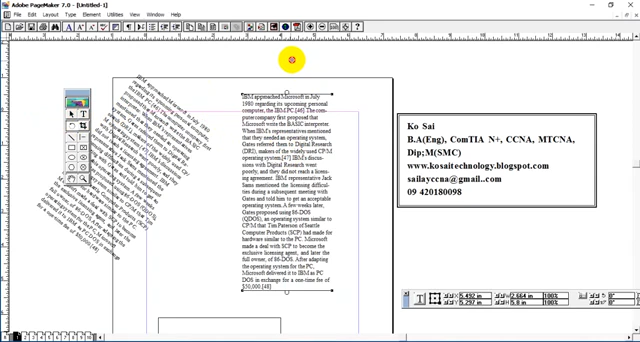 Adobe PageMaker 7.0 - [Untitled-1]
File Edit Layout Type Element Utilities View Window Help
IBM approached Microsoft in July
1980 regarding its upcoming personal
computer, the IBM PC.[46] The com-
puter company first proposed that
Microsoft write the BASIC interpreter.
When IBM's representatives mentioned
that they needed an operating system,
Gates referred them to Digital Research
(DRI), makers of the widely used CP/M
operating system.[47] IBM's discus-
sions with Digital Research went
poorly, and they did not reach a licens-
ing agreement. IBM representative Jack
Sams mentioned the licensing difficul-
ties during a subsequent meeting with
Gates and told him to get an acceptable
operating system. A few weeks later,
Gates proposed using 86-DOS
(QDOS), an operating system similar to
CP/M that Tim Paterson of Seattle
Computer Products (SCP) had made for
hardware similar to the PC. Microsoft
made a deal with SCP to become the
exclusive licensing agent, and later the
full owner, of 86-DOS. After adapting
the operating system for the PC,
Microsoft delivered it to IBM as PC
DOS in exchange for a one-time fee of
$50,000.[48]
Ko Sai
B.A(Eng), ComTIA N+, CCNA, MTCNA,
Dip;M(SMC)
www.kosaitechnology.blogspot.com
sailayccna@gmail..com
09 420180098
X 5.492 in W 2.664 in 100% 0°
Y 5.297 in H 5.8 in 100% 0°